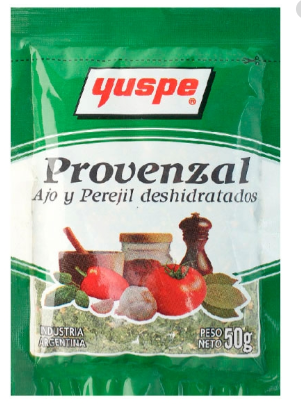 yuspe®
Provenzal
Ajo y Perejil deshidratados
INDUSTRIA
ARGENTINA
PESO
NETO 50g